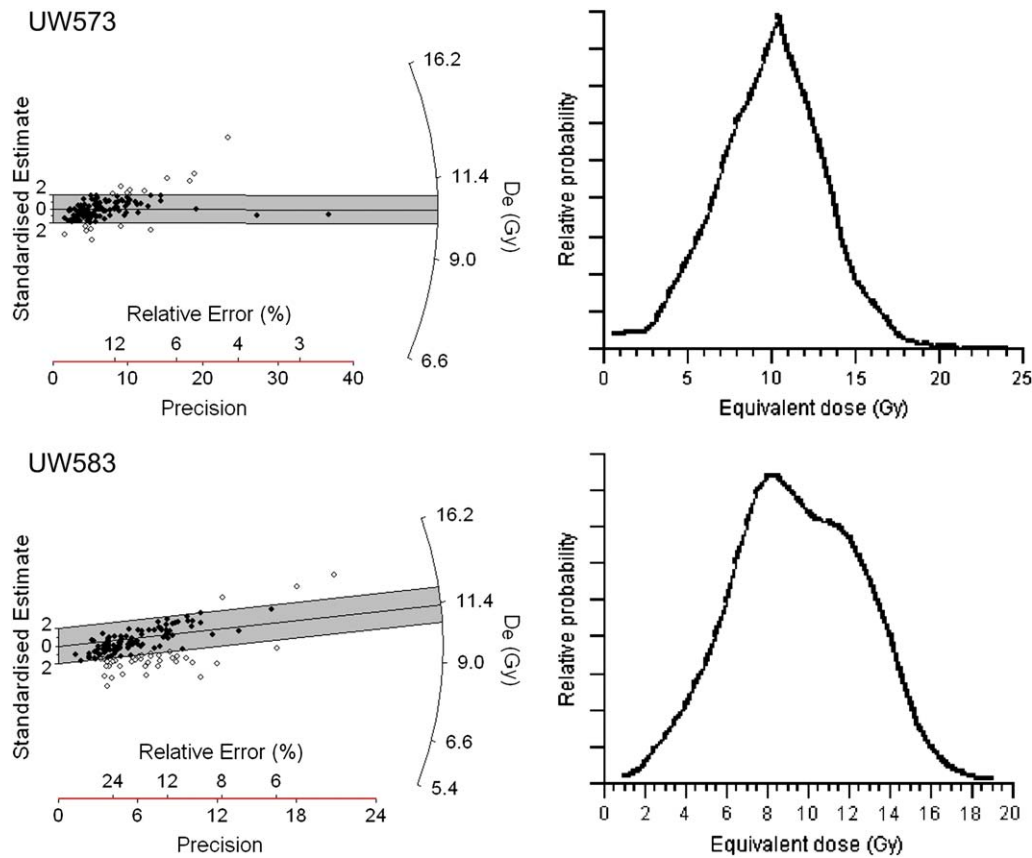 UW573
Standardised Estimate
2
0
2
16.2
11.4
9.0
6.6
De (Gy)
Relative Error (%)
12 6 4 3
0 10 20 30 40
Precision
Relative probability
0 5 10 15 20 25
Equivalent dose (Gy)
UW583
Standardised Estimate
2
0
2
16.2
11.4
9.0
6.6
5.4
De (Gy)
Relative Error (%)
24 12 8 6
0 6 12 18 24
Precision
Relative probability
0 2 4 6 8 10 12 14 16 18 20
Equivalent dose (Gy)